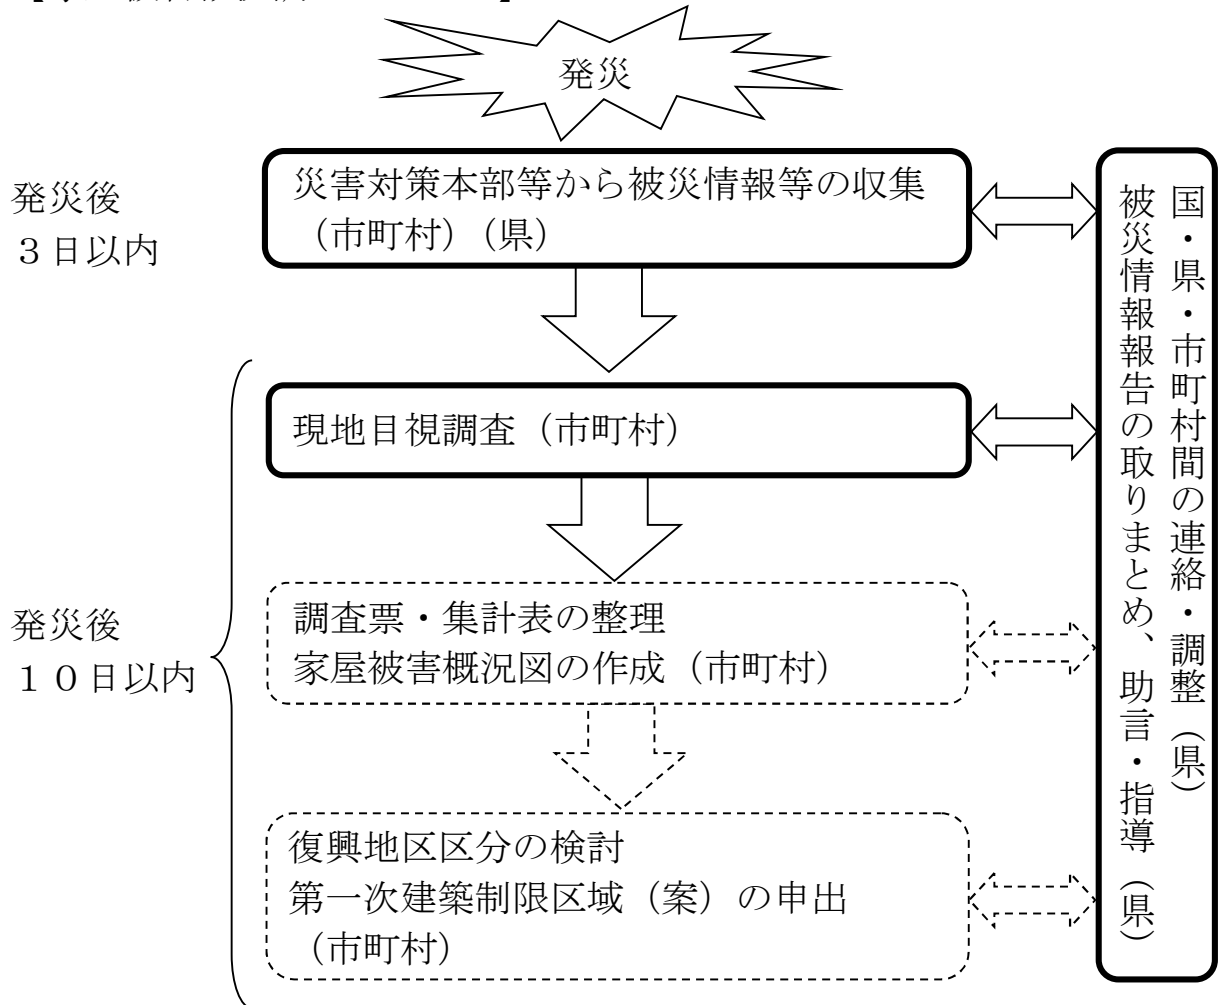 発災
発災後
３日以内
災害対策本部等から被災情報等の収集
（市町村）（県）
現地目視調査（市町村）
発災後
１０日以内
調査票・集計表の整理
家屋被害概況図の作成（市町村）
復興地区区分の検討
第一次建築制限区域（案）の申出
（市町村）
国・県・市町村間の連絡・調整（県）
被災情報報告の取りまとめ、助言・指導（県）